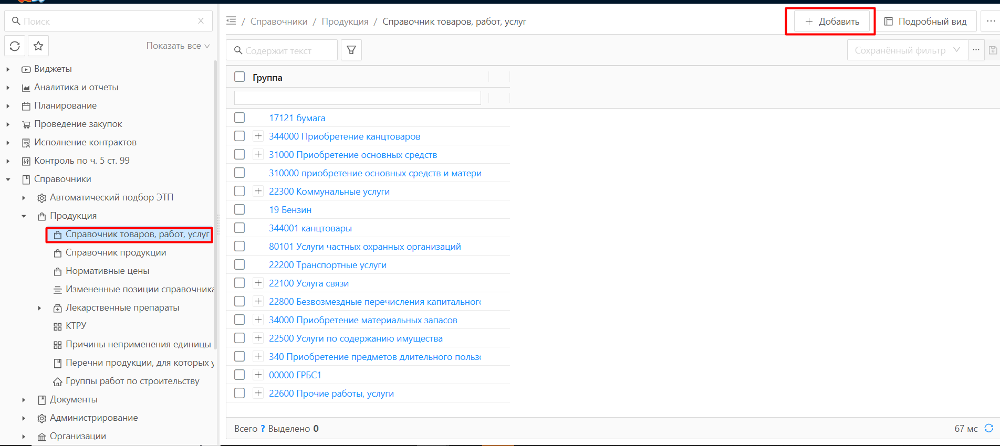 Поиск
Показать все
Виджеты
Аналитика и отчеты
Планирование
Проведение закупок
Исполнение контрактов
Контроль по ч. 5 ст. 99
Справочники
Автоматический подбор ЭТП
Продукция
Справочник товаров, работ, услуг
Справочник продукции
Нормативные цены
Измененные позиции справочника
Лекарственные препараты
КТРУ
Причины неприменения единицы
Перечни продукции, для которых у
Группы работ по строительству
Документы
Администрирование
Организации
/ Справочники / Продукция / Справочник товаров, работ, услуг
Добавить
Подробный вид
Содержит текст
Сохранённый фильтр
Группа
17121 бумага
344000 Приобретение канцтоваров
31000 Приобретение основных средств
310000 приобретение основных средств и матери
22300 Коммунальные услуги
19 Бензин
344001 канцтовары
80101 Услуги частных охранных организаций
22200 Транспортные услуги
22100 Услуга связи
22800 Безвозмездные перечисления капитального
34000 Приобретение материальных запасов
22500 Услуги по содержанию имущества
340 Приобретение предметов длительного пользо
00000 ГРБС1
22600 Прочие работы, услуги
Всего ? Выделено 0
67 мс